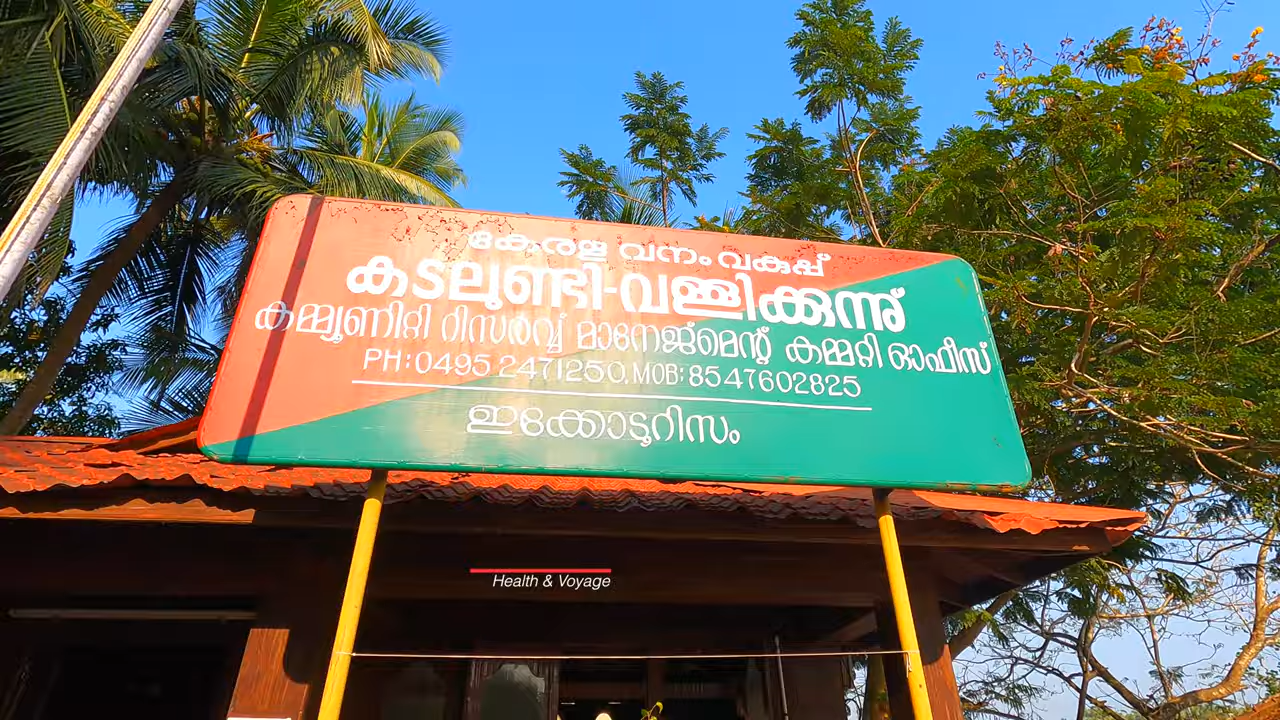 കേരള വനം വകുപ്പ്
കടലുണ്ടി-വള്ളിക്കുന്ന്
കമ്മ്യൂണിറ്റി റിസർവ്വ് മാനേജ്മെന്റ് കമ്മറ്റി ഓഫീസ്
PH:0495 2471250, MOB: 8547602825
ഇക്കോടൂറിസം
Health & Voyage